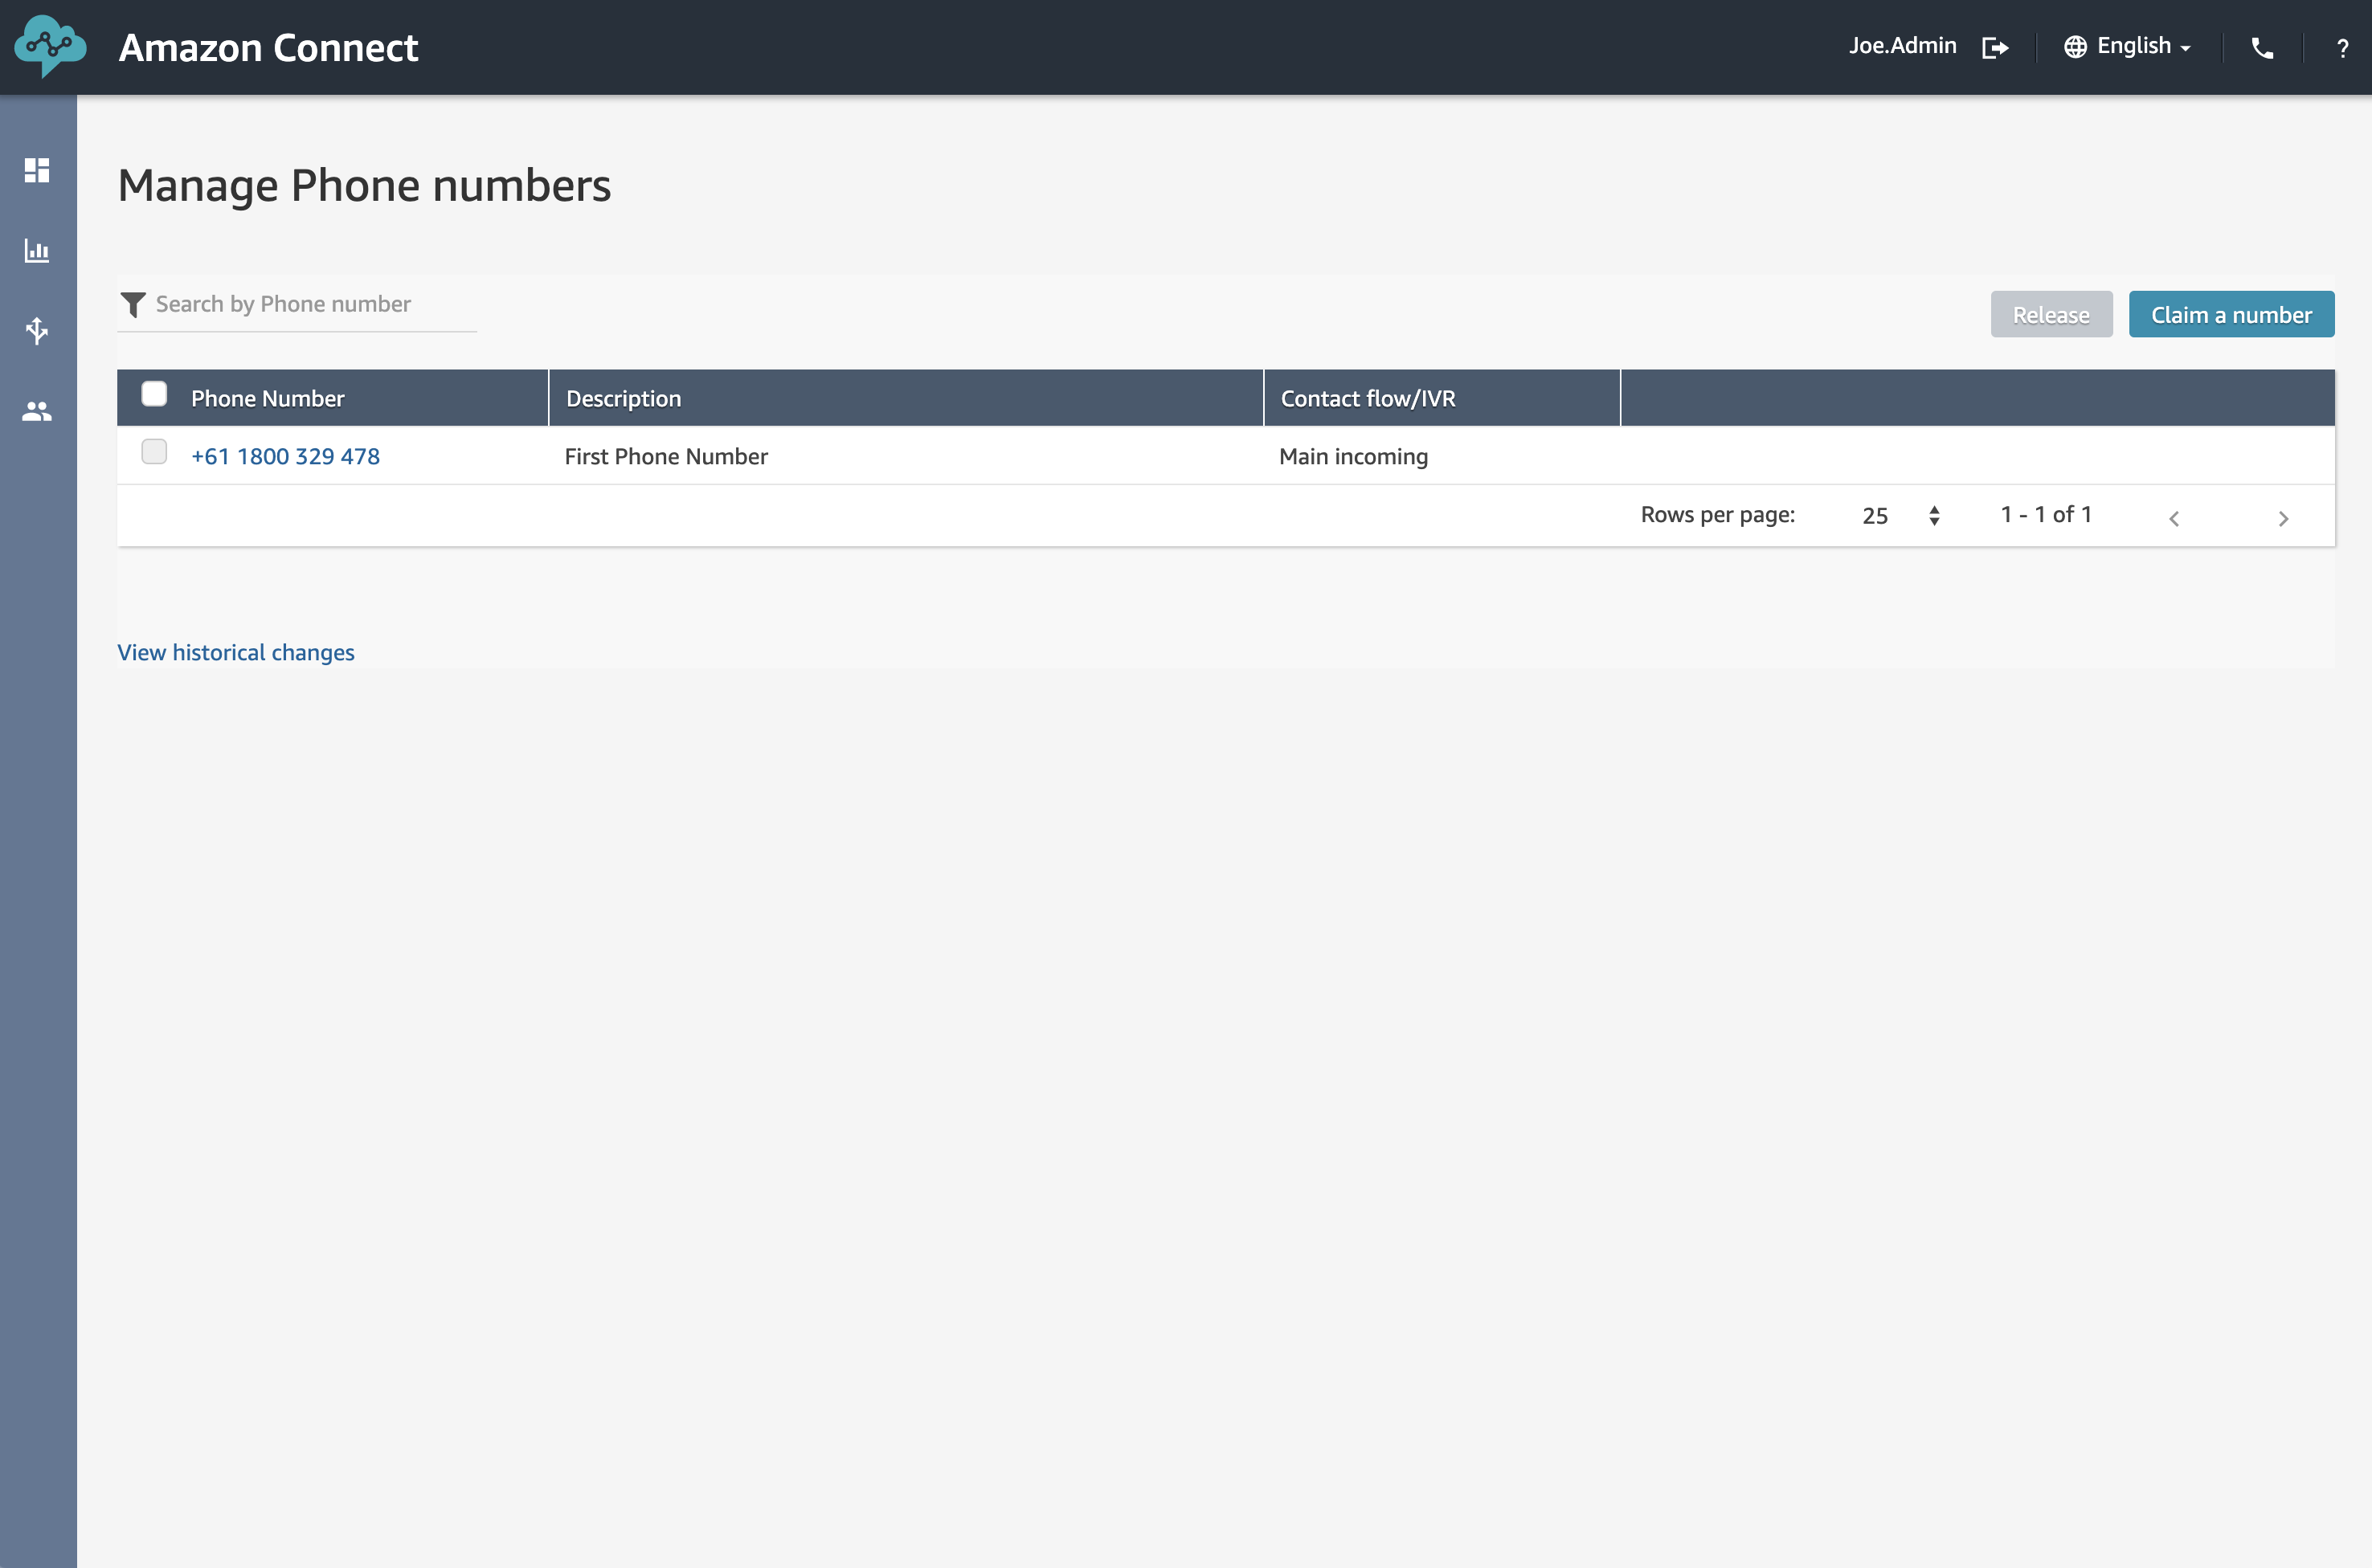 Amazon Connect
Joe.Admin
English
?
Manage Phone numbers
Search by Phone number
Release
Claim a number
Phone Number
Description
Contact flow/IVR
+61 1800 329 478
First Phone Number
Main incoming
Rows per page:
25
1 - 1 of 1
View historical changes